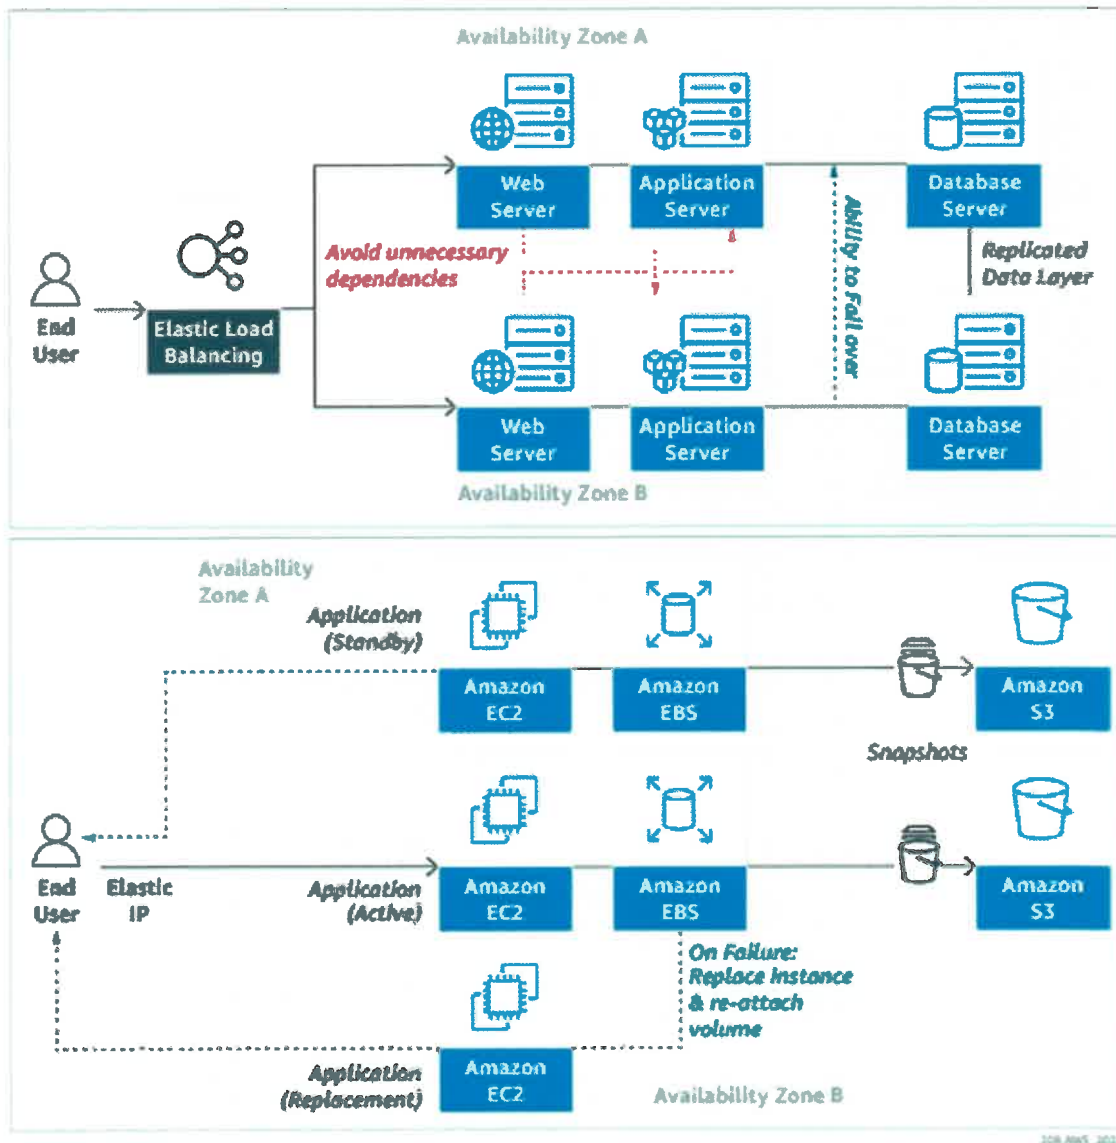 Availability Zone A
Web
Server
Application
Server
Database
Server
Avoid unnecessary
dependencies
Ability to Fail over
Replicated
Data Layer
End
User
Elastic Load
Balancing
Web
Server
Application
Server
Database
Server
Availability Zone B
Availability
Zone A
Application
(Standby)
Amazon
EC2
Amazon
EBS
Amazon
S3
Snapshots
End
User
Elastic
IP
Application
(Active)
Amazon
EC2
Amazon
EBS
Amazon
S3
On Failure:
Replace instance
& re-attach
volume
Application
(Replacement)
Amazon
EC2
Availability Zone B